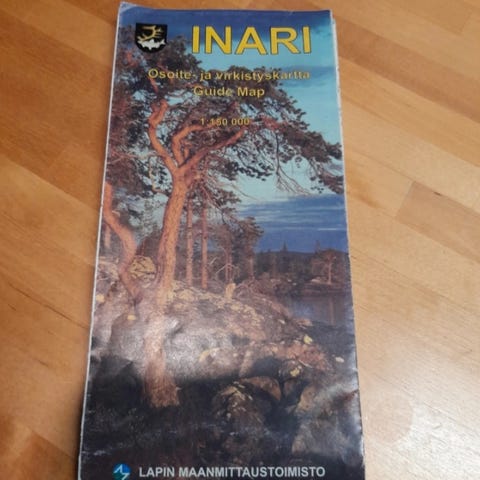 INARI
Osoite- ja virkistyskartta
Guide Map
1:150 000
LAPIN MAANMITTAUSTOIMISTO